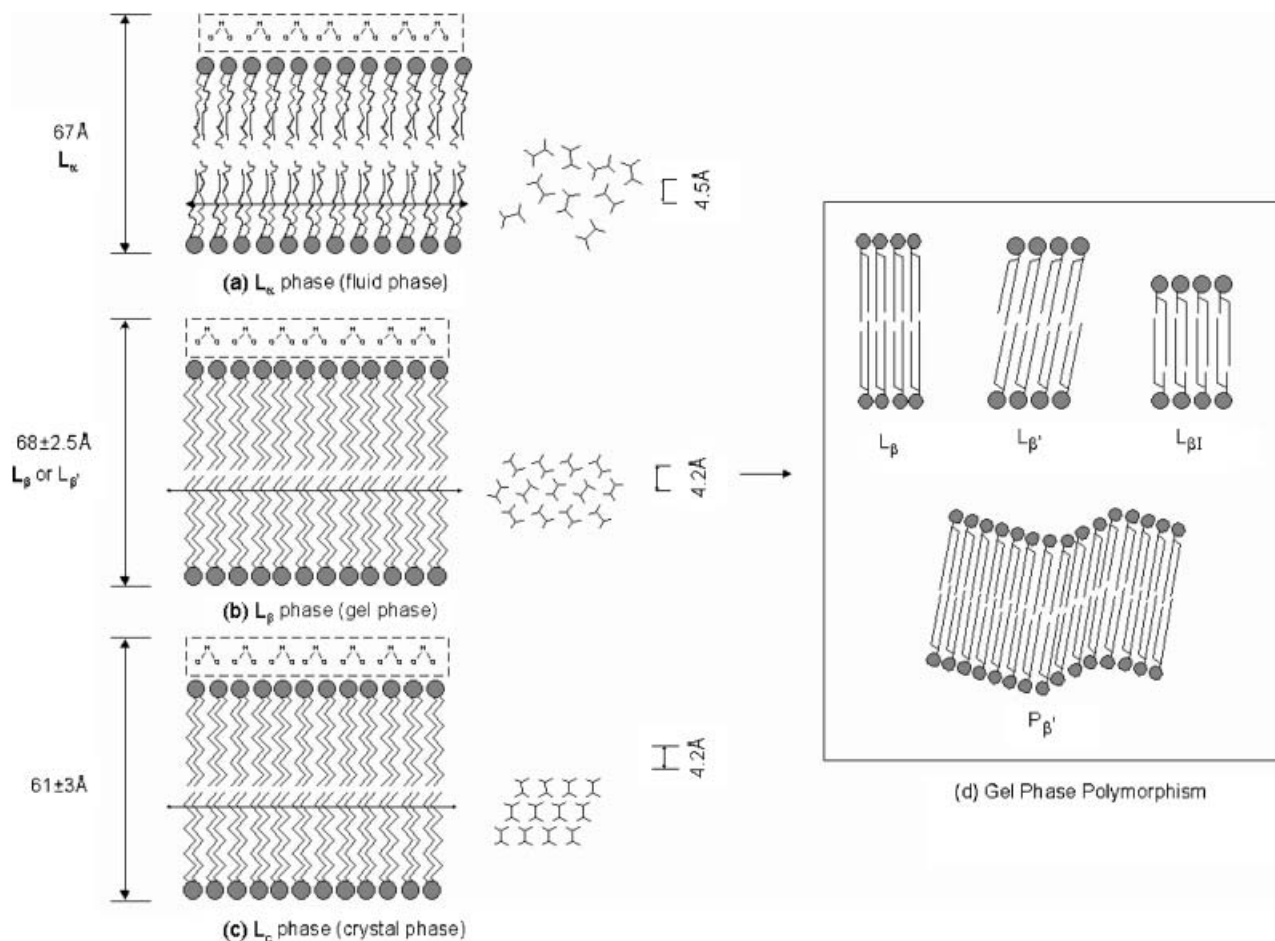 H H H H H H H
67Å
Lα
4.5Å
(a) Lα phase (fluid phase)
H H H H H H H
68±2.5Å
Lβ or Lβ'
4.2Å
(b) Lβ phase (gel phase)
H H H H H H H
61±3Å
4.2Å
(c) Lc phase (crystal phase)
Lβ Lβ' LβI
Pβ'
(d) Gel Phase Polymorphism